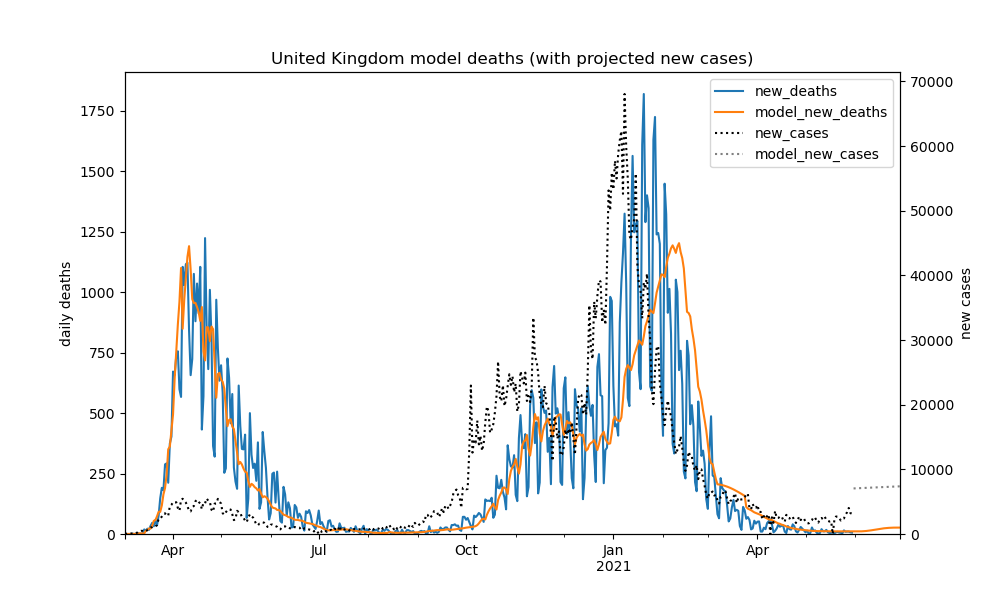 United Kingdom model deaths (with projected new cases)
new_deaths
model_new_deaths
new_cases
model_new_cases
daily deaths
1750
1500
1250
1000
750
500
250
0
70000
60000
50000
40000
30000
20000
10000
0
new cases
Apr
Jul
Oct
Jan
2021
Apr